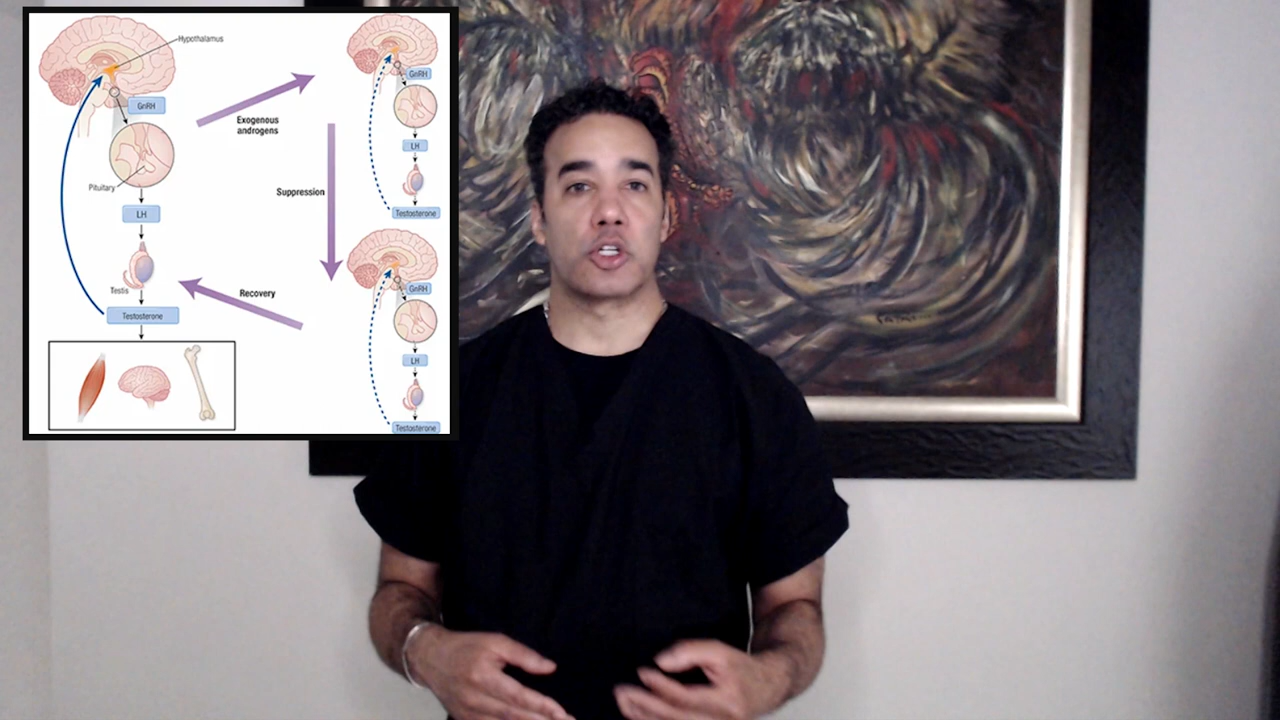 Hypothalamus
GnRH
Pituitary
LH
Testis
Testosterone
Exogenous
androgens
Suppression
Recovery
GnRH
LH
Testosterone
GnRH
LH
Testosterone